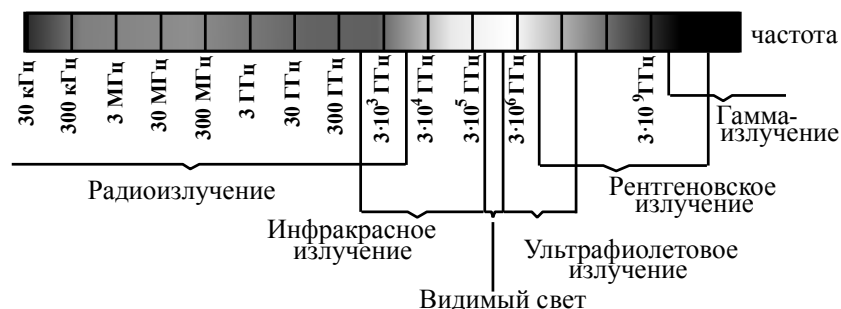 частота
30 кГц
300 кГц
3 МГц
30 МГц
300 МГц
3 ГГц
30 ГГц
300 ГГц
3·10³ ГГц
3·10⁴ ГГц
3·10⁵ ГГц
3·10⁶ ГГц
3·10⁹ГГц
Гамма-
излучение
Радиоизлучение
Рентгеновское
излучение
Инфракрасное
излучение
Ультрафиолетовое
излучение
Видимый свет